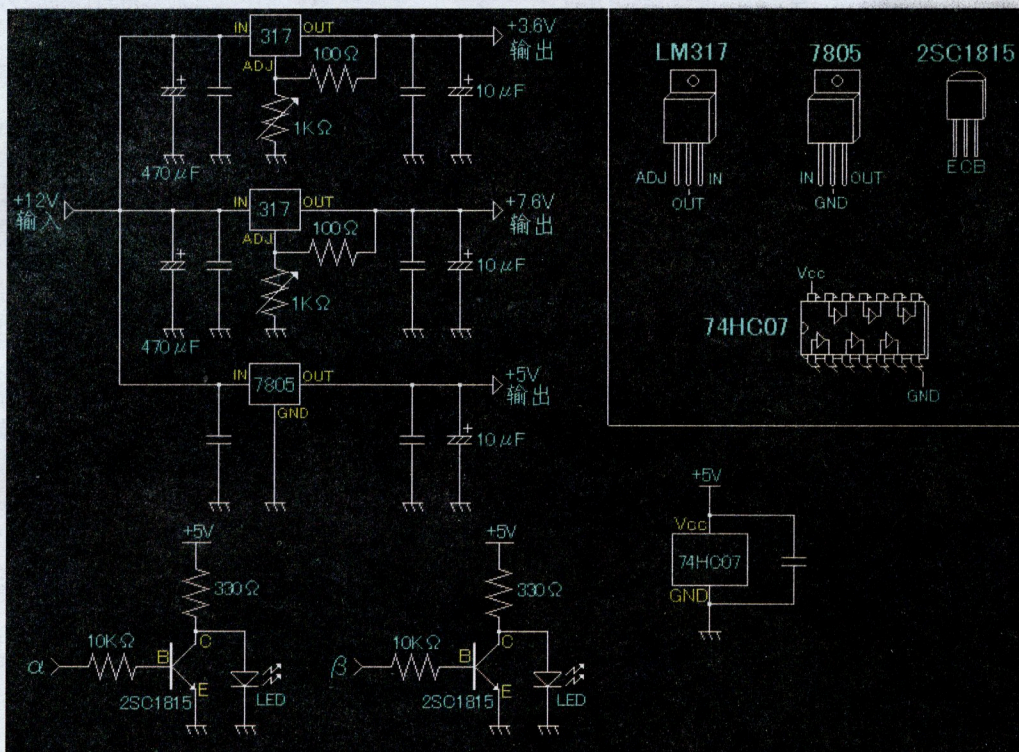 IN
317
OUT
ADJ
100Ω
1KΩ
470μF
10μF
+3.6V
输出
+12V
输入
IN
317
OUT
ADJ
100Ω
1KΩ
470μF
10μF
+7.6V
输出
IN
7805
OUT
GND
10μF
+5V
输出
LM317
ADJ
IN
OUT
7805
IN
OUT
GND
2SC1815
ECB
Vcc
74HC07
GND
+5V
330Ω
10KΩ
α
B
C
E
2SC1815
LED
+5V
330Ω
10KΩ
β
B
C
E
2SC1815
LED
+5V
Vcc
74HC07
GND